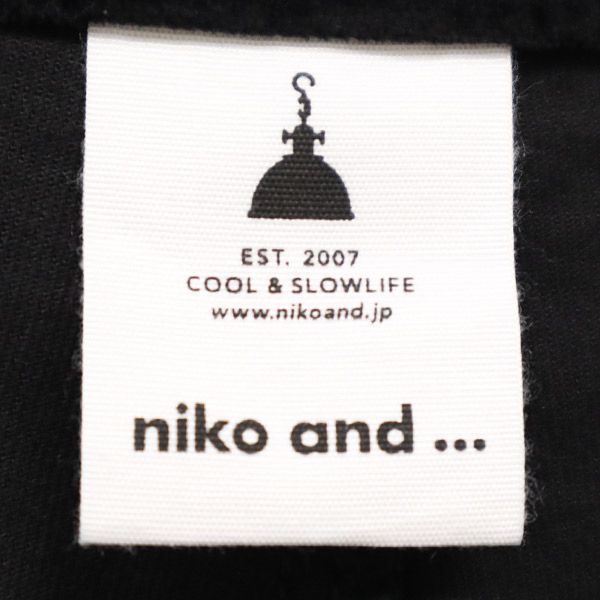 EST. 2007
COOL & SLOWLIFE
www.nikoand.jp
niko and ...